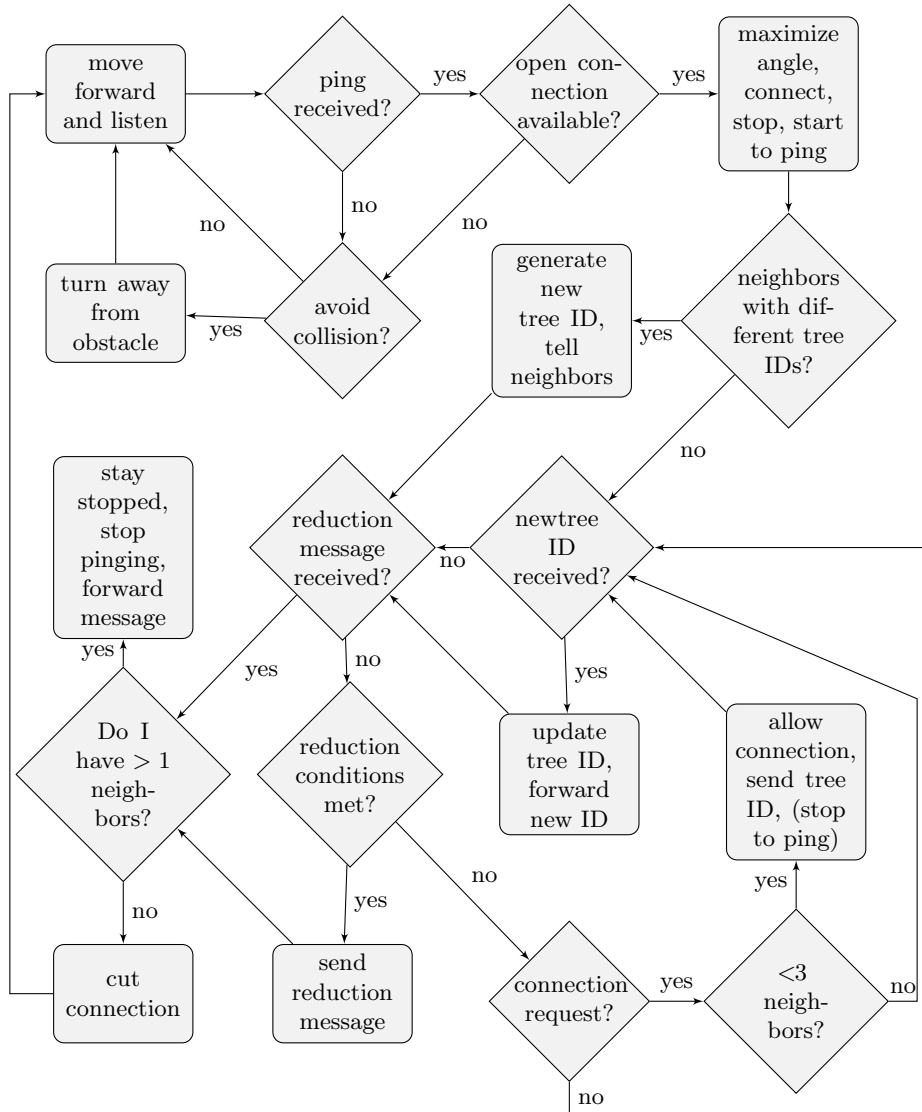 move
forward
and listen
ping
received?
yes
open con-
nection
available?
yes
maximize
angle,
connect,
stop, start
to ping
no
no
no
turn away
from
obstacle
yes
avoid
collision?
generate
new
tree ID,
tell
neighbors
yes
neighbors
with dif-
ferent tree
IDs?
no
stay
stopped,
stop
pinging,
forward
message
reduction
message
received?
no
newtree
ID
received?
yes
yes
no
yes
Do I
have > 1
neigh-
bors?
reduction
conditions
met?
update
tree ID,
forward
new ID
allow
connection,
send tree
ID, (stop
to ping)
no
yes
no
yes
cut
connection
send
reduction
message
connection
request?
yes
<3
neigh-
bors?
no
no